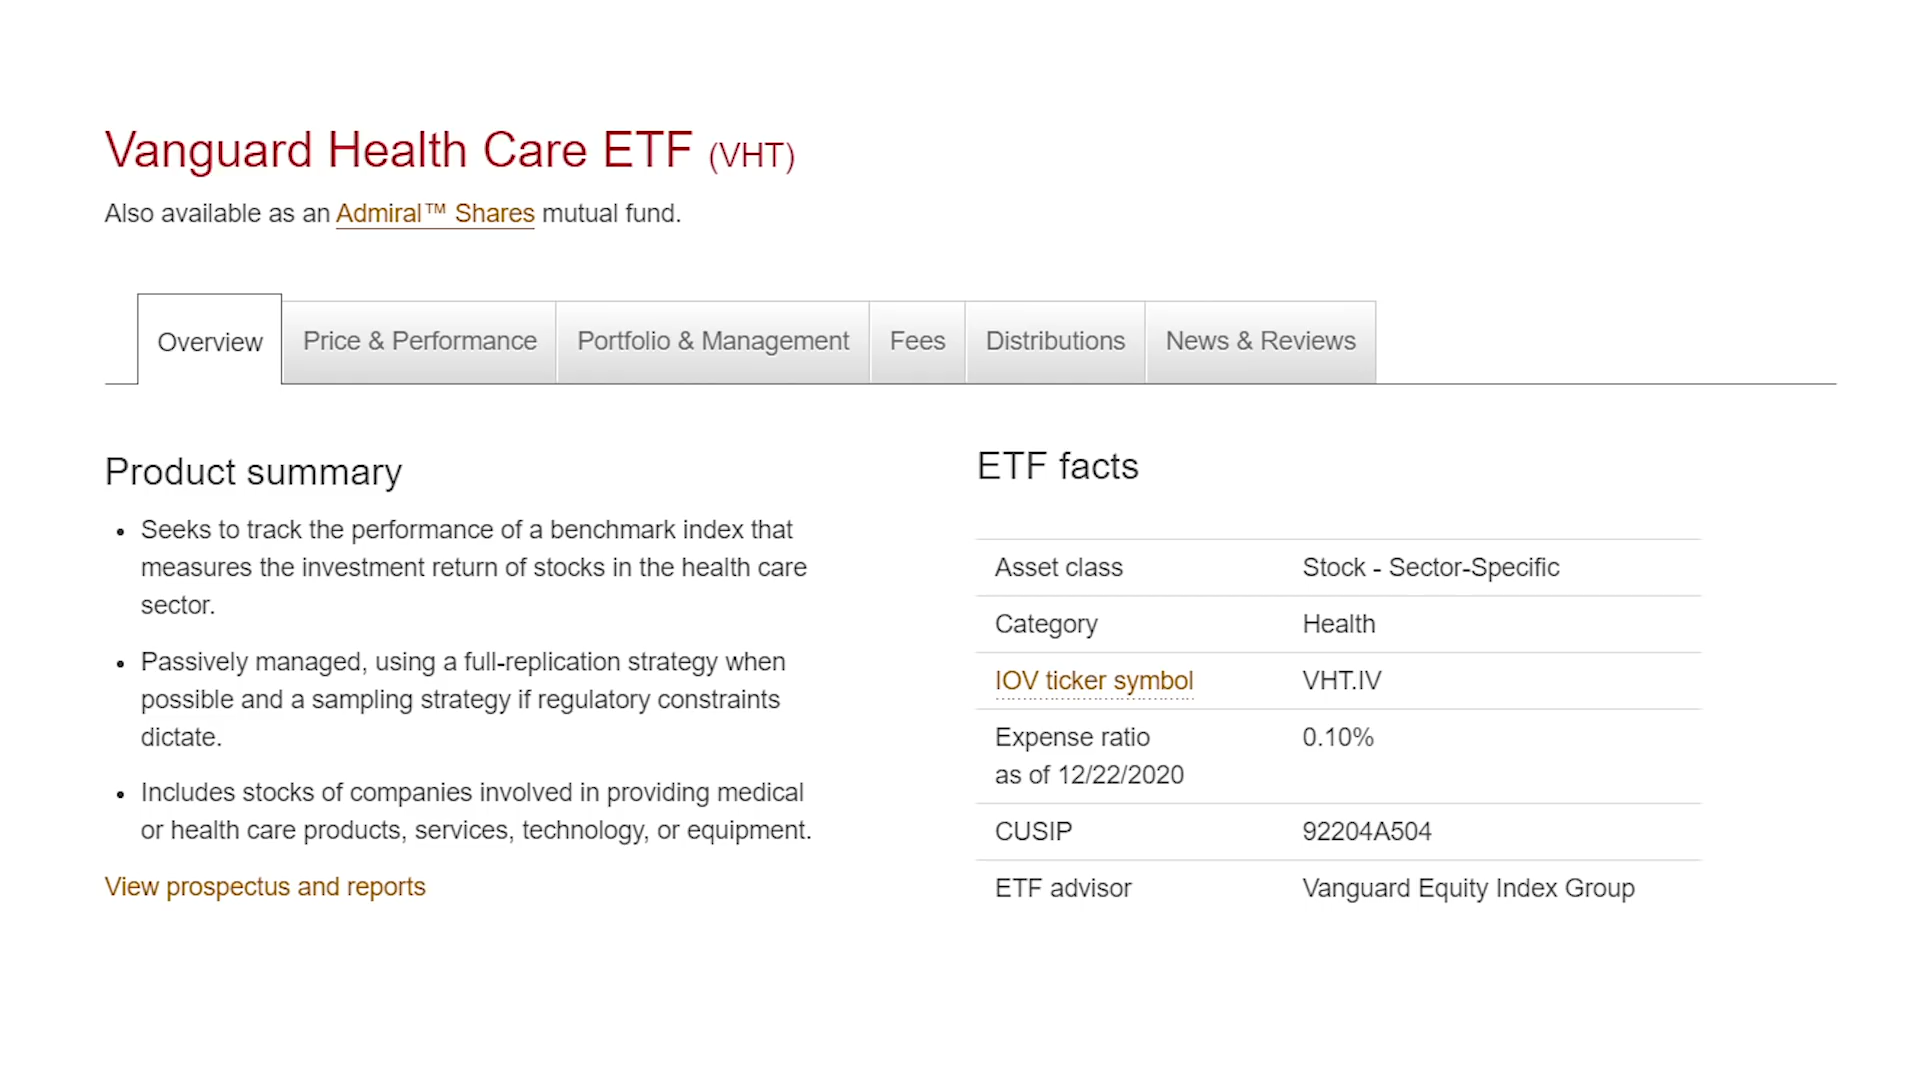 Vanguard Health Care ETF (VHT)
Also available as an Admiral™ Shares mutual fund.
Overview
Price & Performance
Portfolio & Management
Fees
Distributions
News & Reviews
Product summary
Seeks to track the performance of a benchmark index that
measures the investment return of stocks in the health care
sector.
Passively managed, using a full-replication strategy when
possible and a sampling strategy if regulatory constraints
dictate.
Includes stocks of companies involved in providing medical
or health care products, services, technology, or equipment.
View prospectus and reports
ETF facts
Asset class Stock - Sector-Specific
Category Health
IOV ticker symbol VHT.IV
Expense ratio 0.10%
as of 12/22/2020
CUSIP 92204A504
ETF advisor Vanguard Equity Index Group